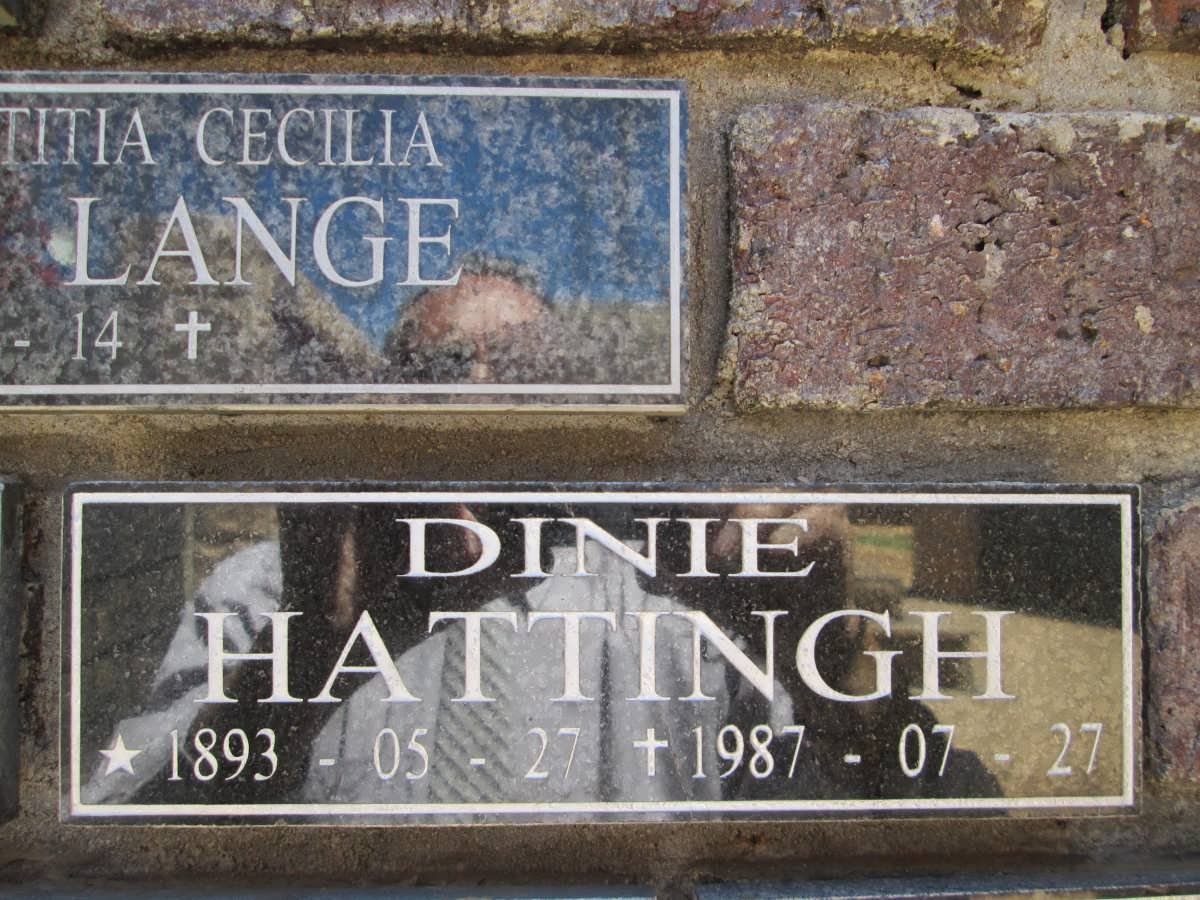 TITIA CECILIA
LANGE
- 14 ✝
DINIE
HATTINGH
★ 1893 - 05 - 27 ✝ 1987 - 07 - 27